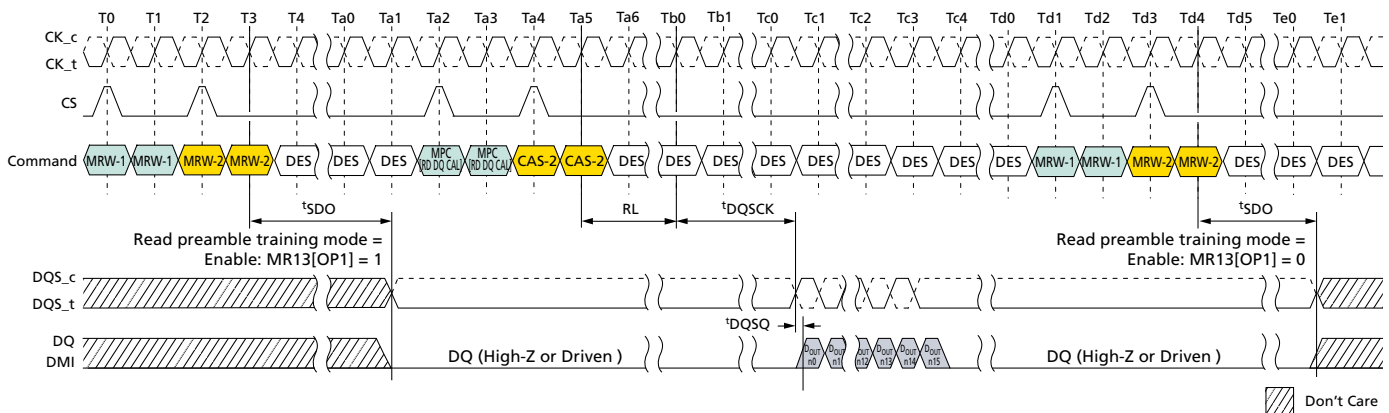 T0 T1 T2 T3 T4 Ta0 Ta1 Ta2 Ta3 Ta4 Ta5 Ta6 Tb0 Tb1 Tc0 Tc1 Tc2 Tc3 Tc4 Td0 Td1 Td2 Td3 Td4 Td5 Te0 Te1
CK_c
CK_t
CS
Command MRW-1 MRW-1 MRW-2 MRW-2 DES DES DES MPC [RD DQ CAL] MPC [RD DQ CAL] CAS-2 CAS-2 DES DES DES DES DES DES DES DES DES MRW-1 MRW-1 MRW-2 MRW-2 DES DES DES
tSDO RL tDQSCK tSDO
Read preamble training mode =
Enable: MR13[OP1] = 1
Read preamble training mode =
Enable: MR13[OP1] = 0
DQS_c
DQS_t
tDQSQ
DQ
DMI
DQ (High-Z or Driven )
DOUT n0 DOUT n1 DOUT n12 DOUT n13 DOUT n14 DOUT n15
DQ (High-Z or Driven )
Don't Care